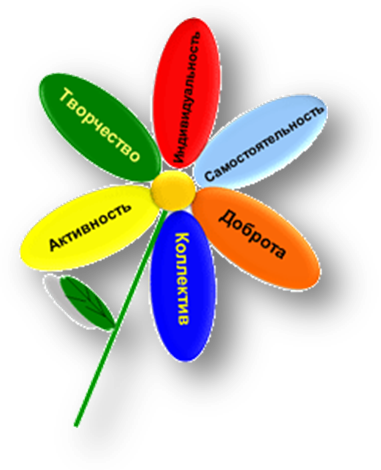 Индивидуальность
Самостоятельность
Доброта
Коллектив
Активность
Творчество